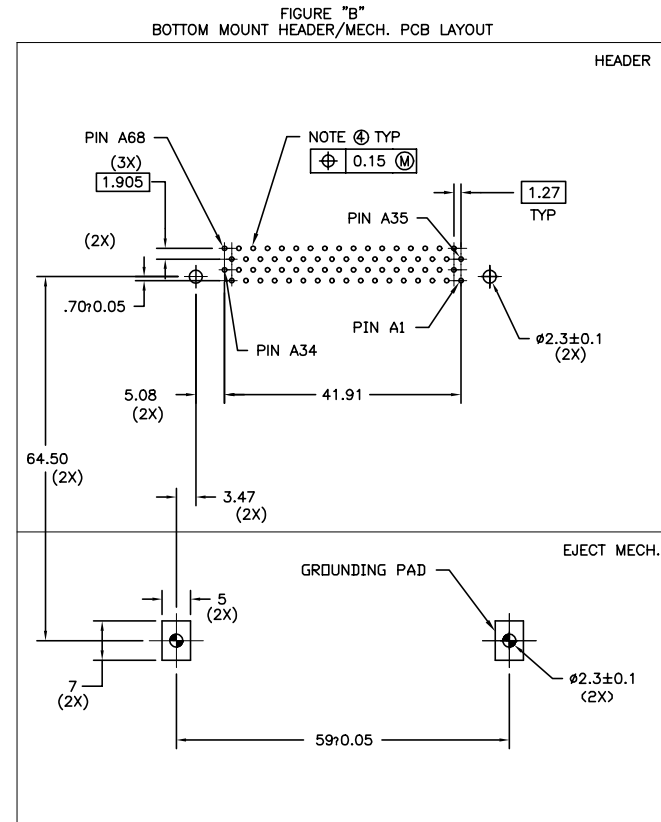 FIGURE "B"
BOTTOM MOUNT HEADER/MECH. PCB LAYOUT
HEADER
PIN A68
NOTE ④ TYP
(3X)
1.905
⌖ 0.15 Ⓜ
1.27
TYP
PIN A35
(2X)
.70?0.05
PIN A1
PIN A34
ø2.3±0.1
(2X)
5.08
(2X)
41.91
64.50
(2X)
3.47
(2X)
EJECT MECH.
GROUNDING PAD
5
(2X)
7
(2X)
ø2.3±0.1
(2X)
59?0.05